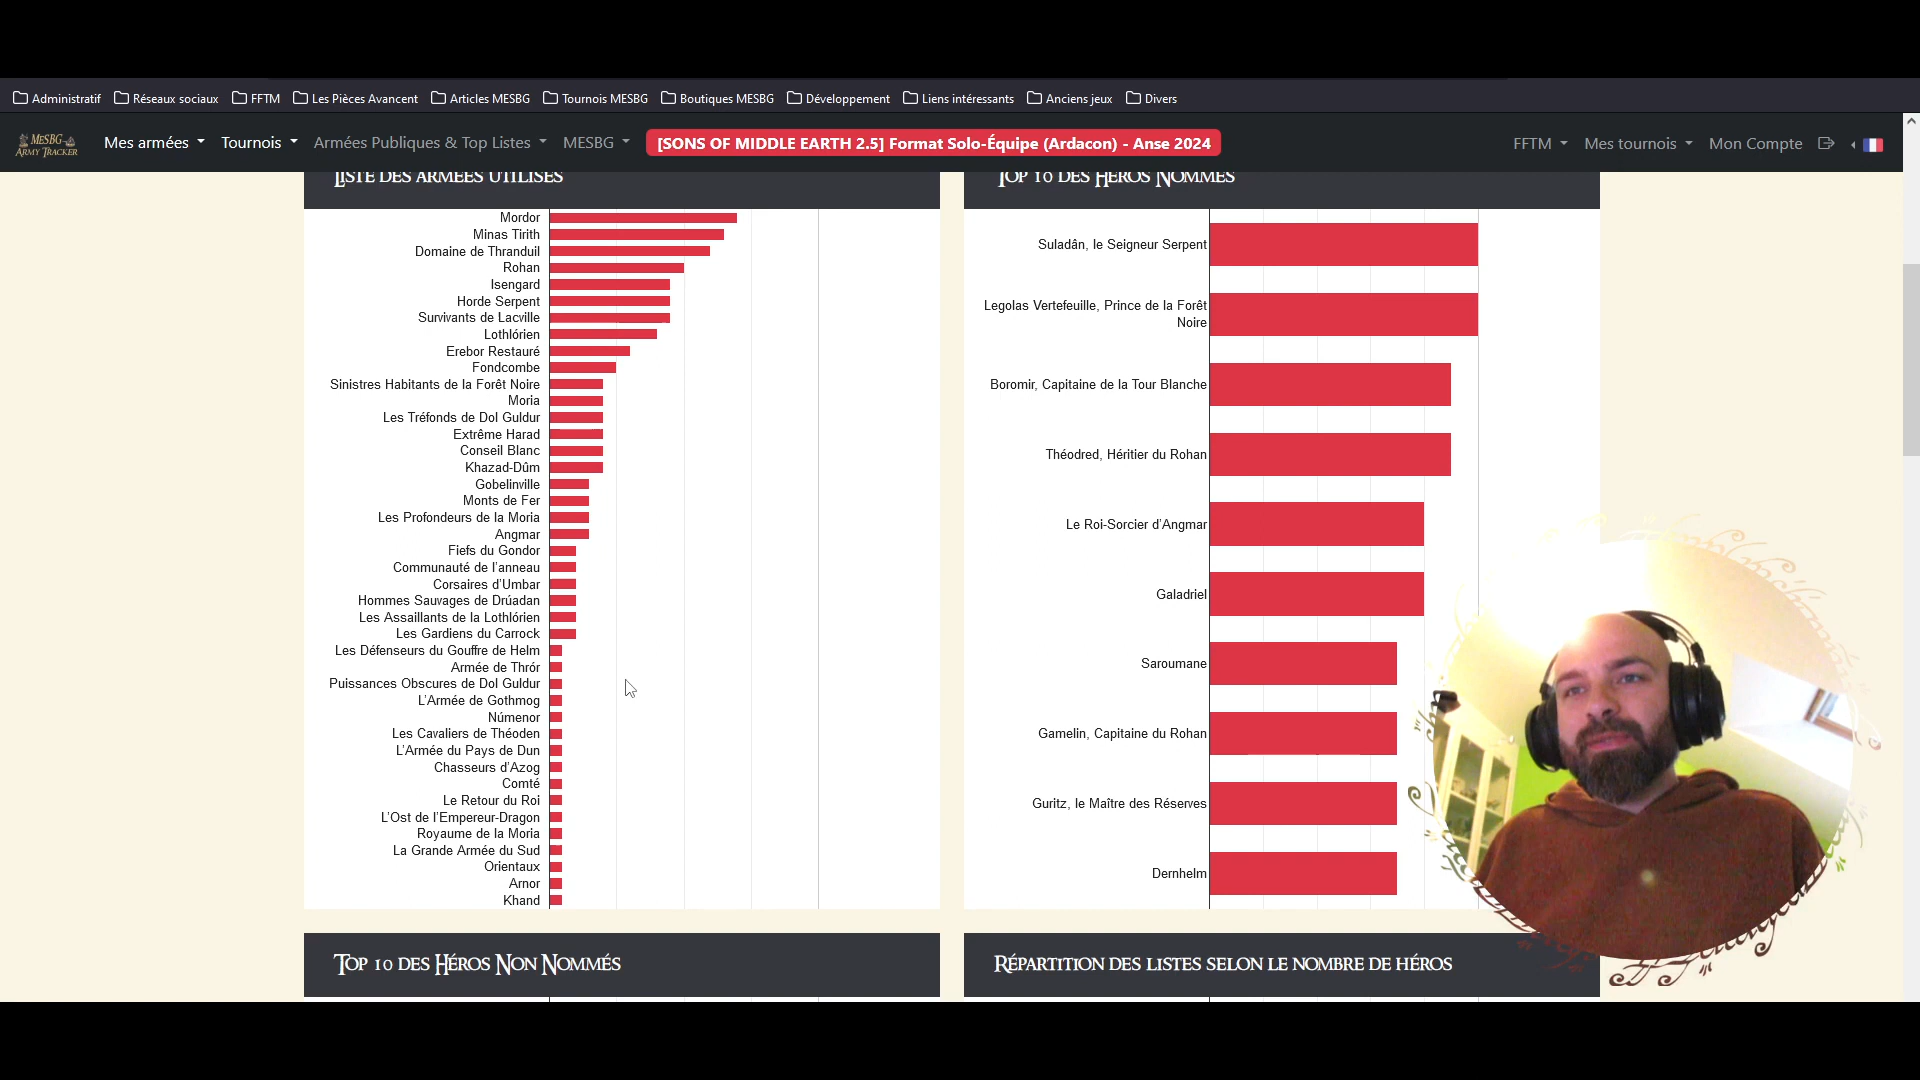 Administratif
Réseaux sociaux
FFTM
Les Pièces Avancent
Articles MESBG
Tournois MESBG
Boutiques MESBG
Développement
Liens intéressants
Anciens jeux
Divers
MESBG
ARMY TRACKER
Mes armées
Tournois
Armées Publiques & Top Listes
MESBG
[SONS OF MIDDLE EARTH 2.5] Format Solo-Équipe (Ardacon) - Anse 2024
FFTM
Mes tournois
Mon Compte
Liste des armées utilisés
Mordor
Minas Tirith
Domaine de Thranduil
Rohan
Isengard
Horde Serpent
Survivants de Lacville
Lothlórien
Erebor Restauré
Fondcombe
Sinistres Habitants de la Forêt Noire
Moria
Les Tréfonds de Dol Guldur
Extrême Harad
Conseil Blanc
Khazad-Dûm
Gobelinville
Monts de Fer
Les Profondeurs de la Moria
Angmar
Fiefs du Gondor
Communauté de l'anneau
Corsaires d'Umbar
Hommes Sauvages de Drúadan
Les Assaillants de la Lothlórien
Les Gardiens du Carrock
Les Défenseurs du Gouffre de Helm
Armée de Thrór
Puissances Obscures de Dol Guldur
L'Armée de Gothmog
Númenor
Les Cavaliers de Théoden
L'Armée du Pays de Dun
Chasseurs d'Azog
Comté
Le Retour du Roi
L'Ost de l'Empereur-Dragon
Royaume de la Moria
La Grande Armée du Sud
Orientaux
Arnor
Khand
Top 10 des Héros Nommés
Suladân, le Seigneur Serpent
Legolas Vertefeuille, Prince de la Forêt
Noire
Boromir, Capitaine de la Tour Blanche
Théodred, Héritier du Rohan
Le Roi-Sorcier d'Angmar
Galadriel
Saroumane
Gamelin, Capitaine du Rohan
Guritz, le Maître des Réserves
Dernhelm
Top 10 des Héros Non Nommés
Répartition des listes selon le nombre de héros